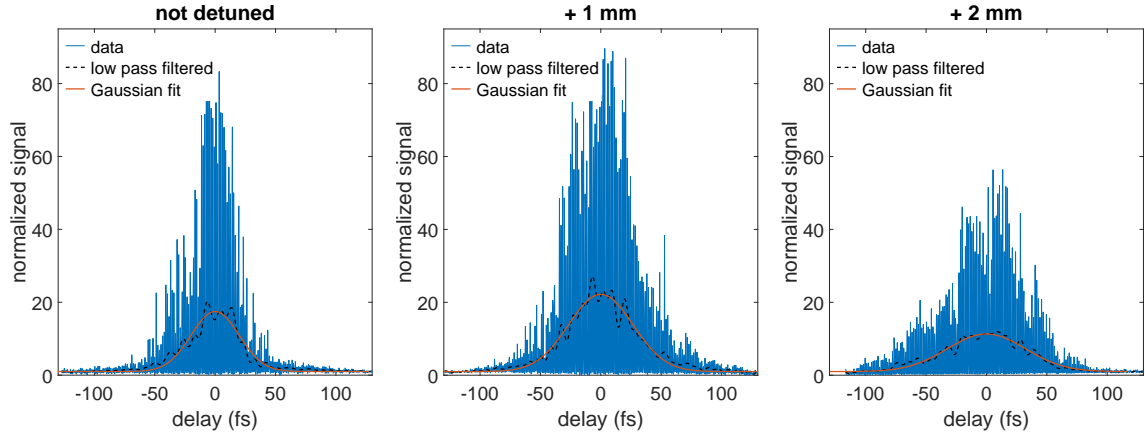 not detuned
data
low pass filtered
Gaussian fit
normalized signal
80
60
40
20
0
-100 -50 0 50 100
delay (fs)
+ 1 mm
data
low pass filtered
Gaussian fit
normalized signal
80
60
40
20
0
-100 -50 0 50 100
delay (fs)
+ 2 mm
data
low pass filtered
Gaussian fit
normalized signal
80
60
40
20
0
-100 -50 0 50 100
delay (fs)